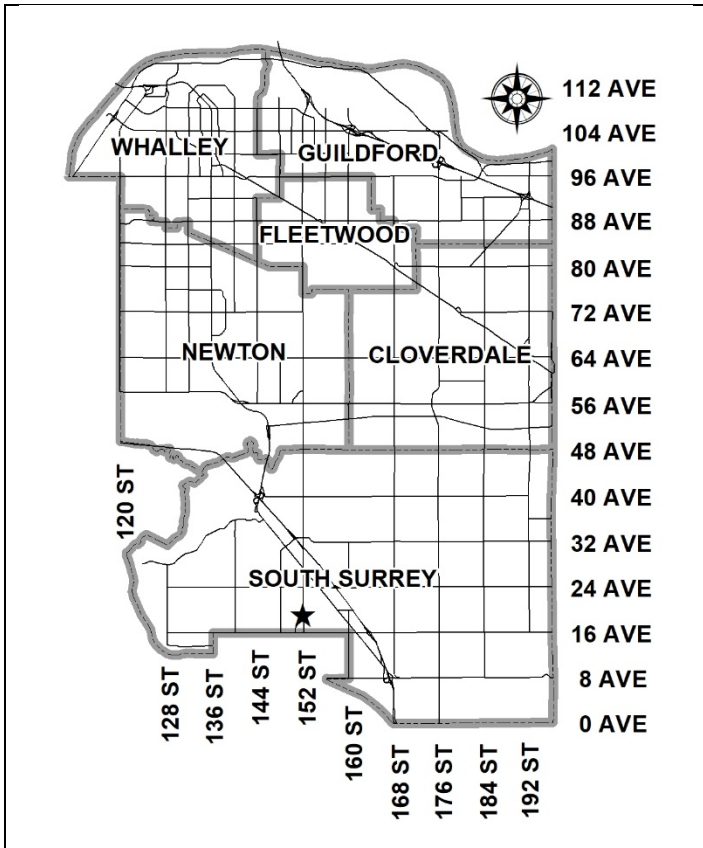 112 AVE
104 AVE
WHALLEY
GUILDFORD
96 AVE
88 AVE
FLEETWOOD
80 AVE
72 AVE
NEWTON
CLOVERDALE
64 AVE
56 AVE
48 AVE
120 ST
40 AVE
32 AVE
SOUTH SURREY
24 AVE
16 AVE
128 ST
136 ST
144 ST
152 ST
8 AVE
160 ST
0 AVE
168 ST
176 ST
184 ST
192 ST